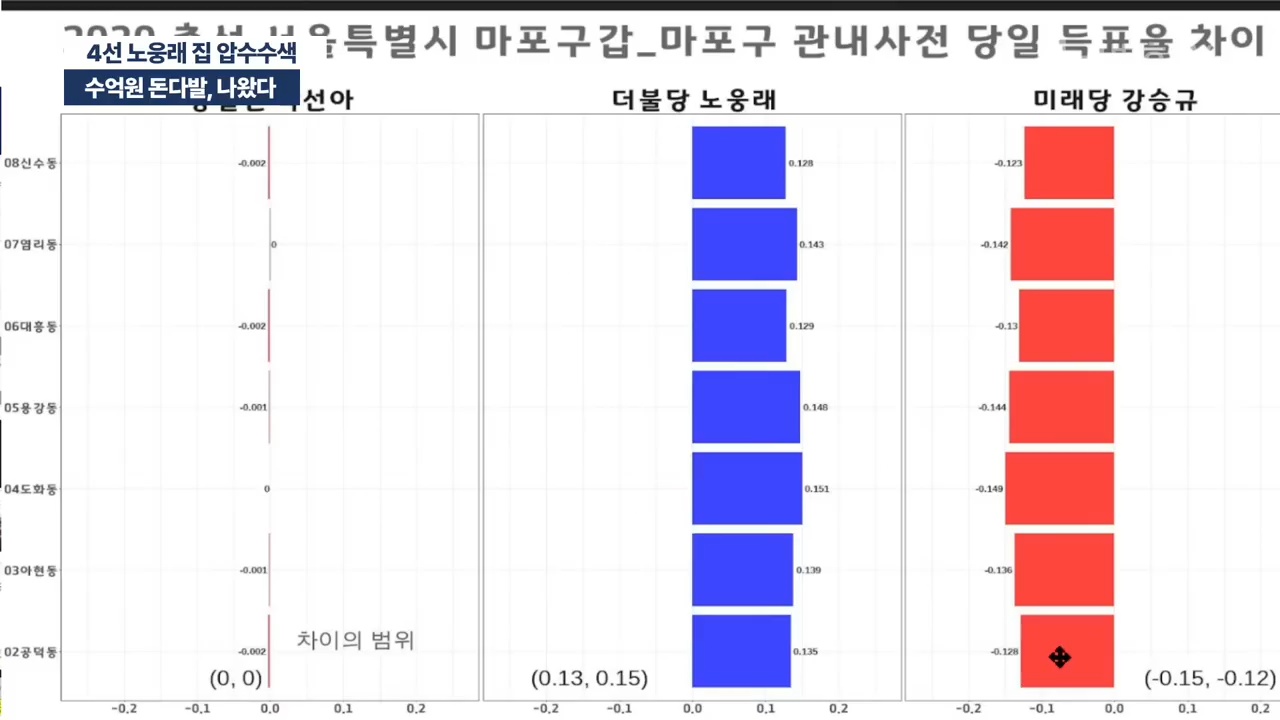 2020 총선 서울특별시 마포구갑_마포구 관내사전 당일 득표율 차이
4선 노웅래 집 압수수색
수억원 돈다발, 나왔다
선아
더불당 노웅래
미래당 강승규
08신수동
-0.002
0.128
-0.123
07염리동
0
0.143
-0.142
06대흥동
-0.002
0.129
-0.13
05용강동
-0.001
0.148
-0.144
04도화동
0
0.151
-0.149
03아현동
-0.001
0.139
-0.136
02공덕동
-0.002
차이의 범위
0.135
-0.128
(0, 0)
(0.13, 0.15)
(-0.15, -0.12)
-0.2 -0.1 0.0 0.1 0.2
-0.2 -0.1 0.0 0.1 0.2
-0.2 -0.1 0.0 0.1 0.2